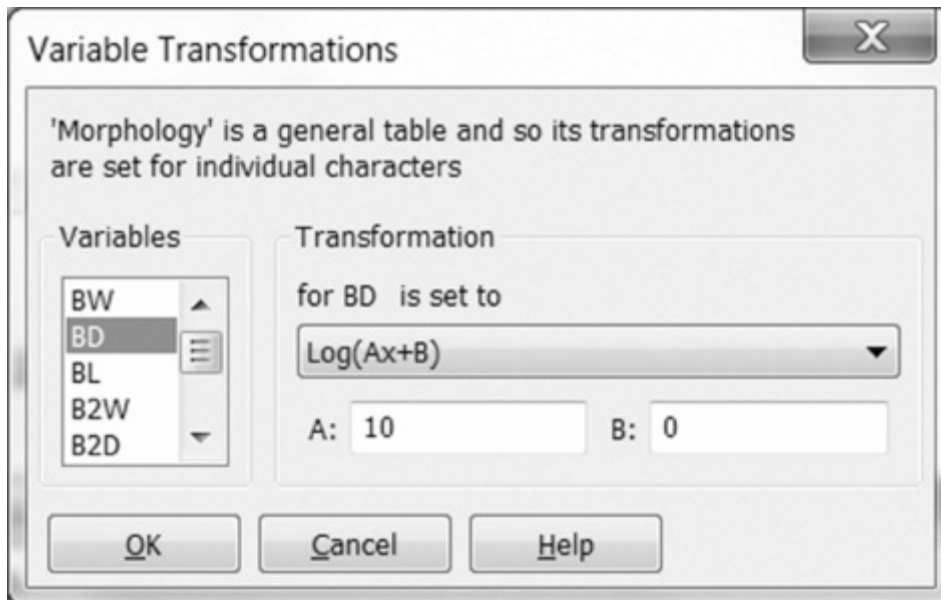 Variable Transformations
'Morphology' is a general table and so its transformations
are set for individual characters
Variables
BW
BD
BL
B2W
B2D
Transformation
for BD is set to
Log(Ax+B)
A: 10 B: 0
OK Cancel Help